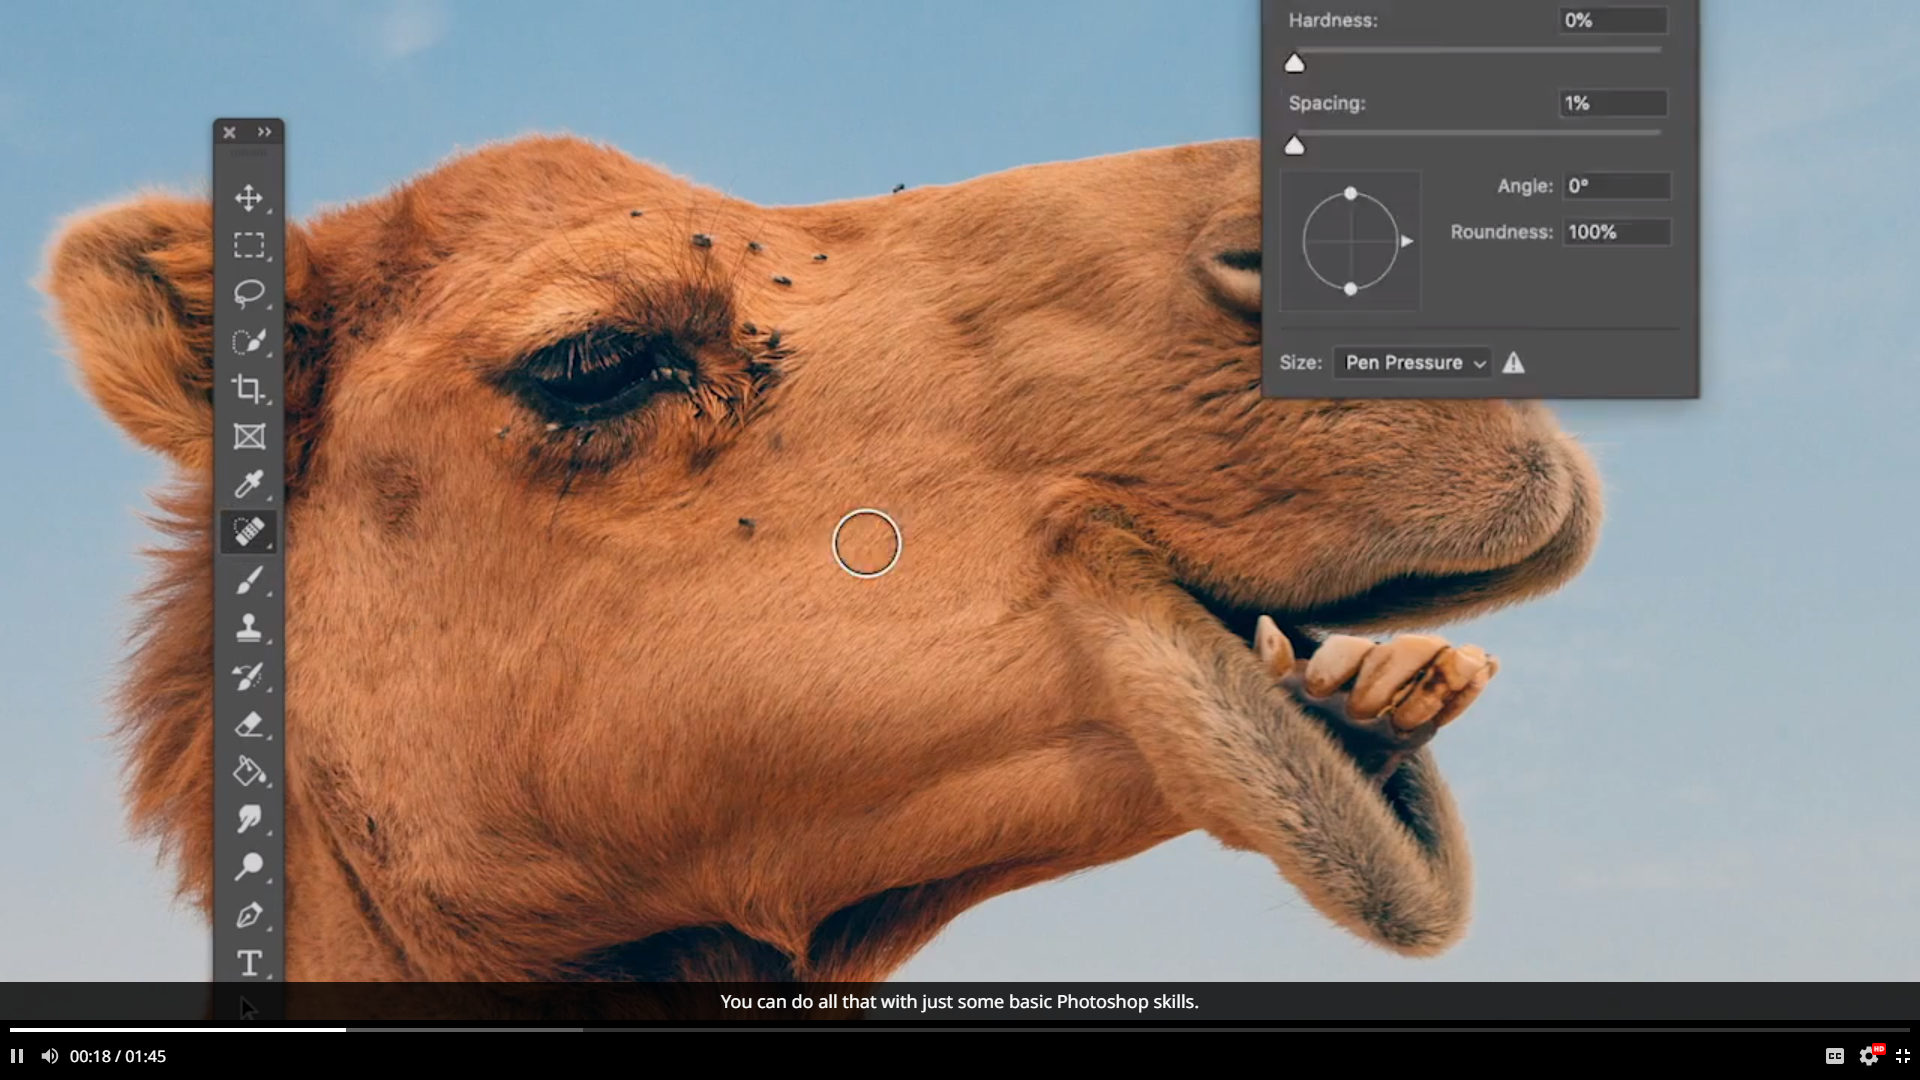 Hardness: 0%
Spacing: 1%
Angle: 0°
Roundness: 100%
Size: Pen Pressure
T
You can do all that with just some basic Photoshop skills.
00:18 / 01:45
CC
HD